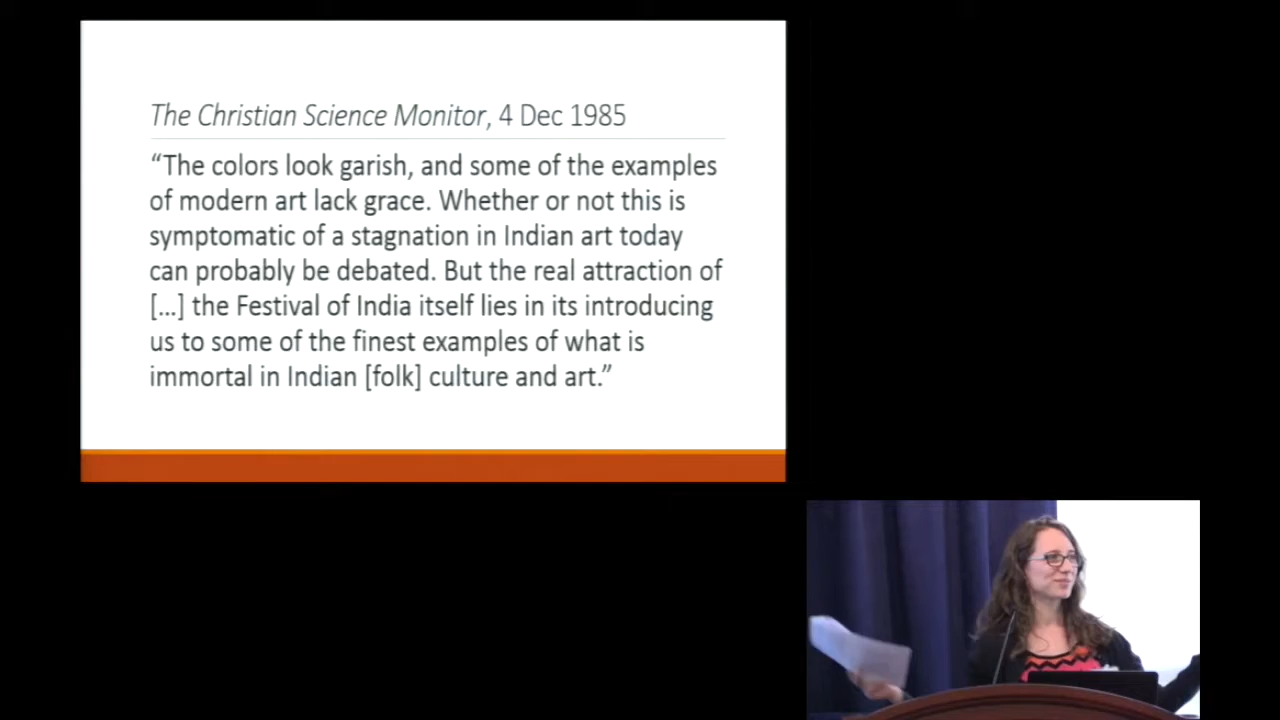 The Christian Science Monitor, 4 Dec 1985
“The colors look garish, and some of the examples
of modern art lack grace. Whether or not this is
symptomatic of a stagnation in Indian art today
can probably be debated. But the real attraction of
[...] the Festival of India itself lies in its introducing
us to some of the finest examples of what is
immortal in Indian [folk] culture and art.”